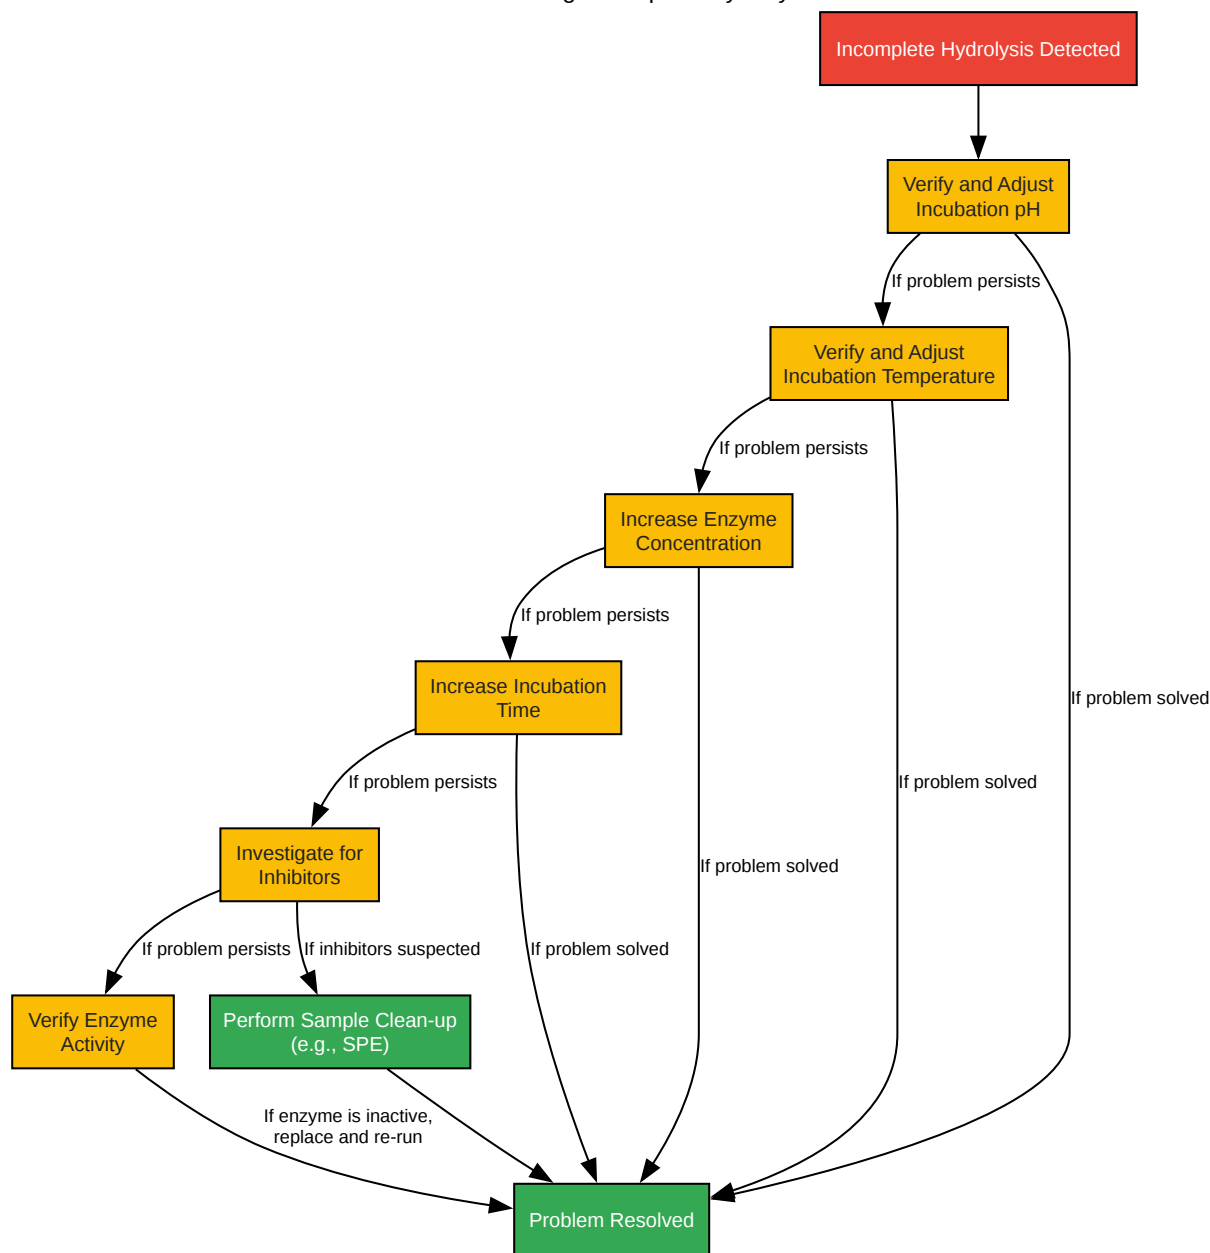 Incomplete Hydrolysis Detected
Verify and Adjust
Incubation pH
If problem persists
Verify and Adjust
Incubation Temperature
If problem persists
Increase Enzyme
Concentration
If problem persists
Increase Incubation
Time
If problem solved
If problem persists
If problem solved
Investigate for
Inhibitors
If problem solved
If problem persists
If inhibitors suspected
If problem solved
Verify Enzyme
Activity
Perform Sample Clean-up
(e.g., SPE)
If enzyme is inactive,
replace and re-run
Problem Resolved